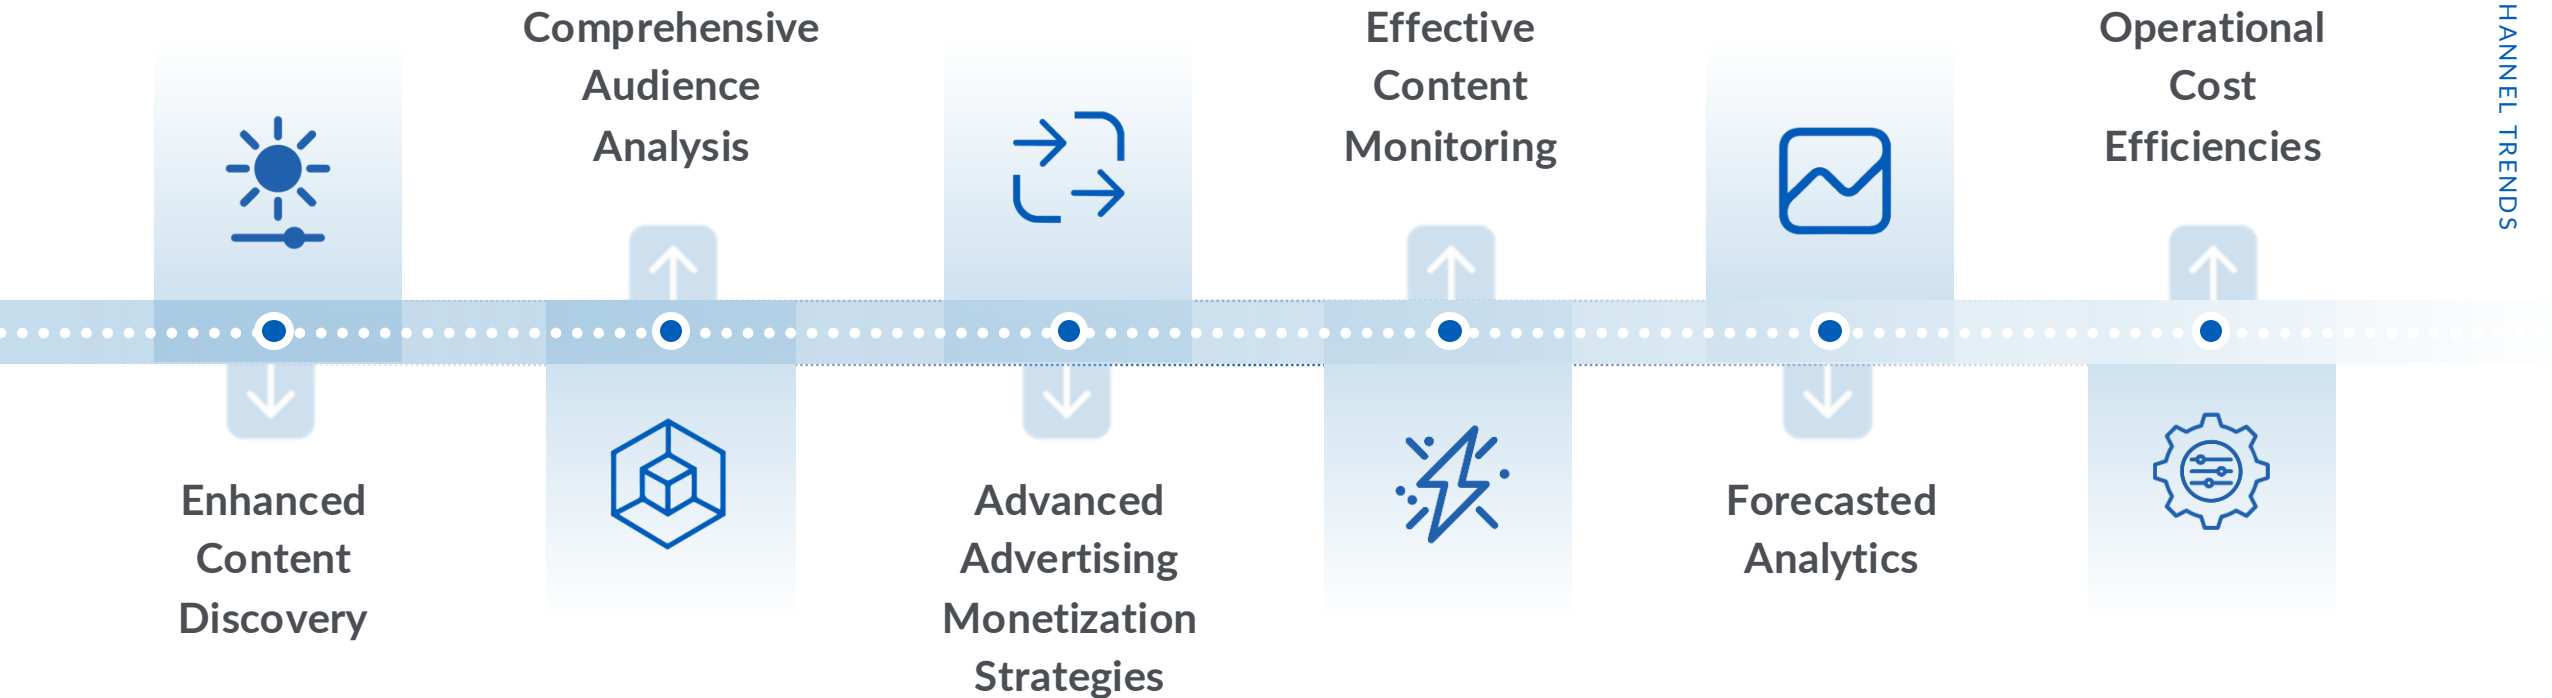 Comprehensive
Audience
Analysis
Effective
Content
Monitoring
Operational
Cost
Efficiencies
HANNEL TRENDS
Enhanced
Content
Discovery
Advanced
Advertising
Monetization
Strategies
Forecasted
Analytics